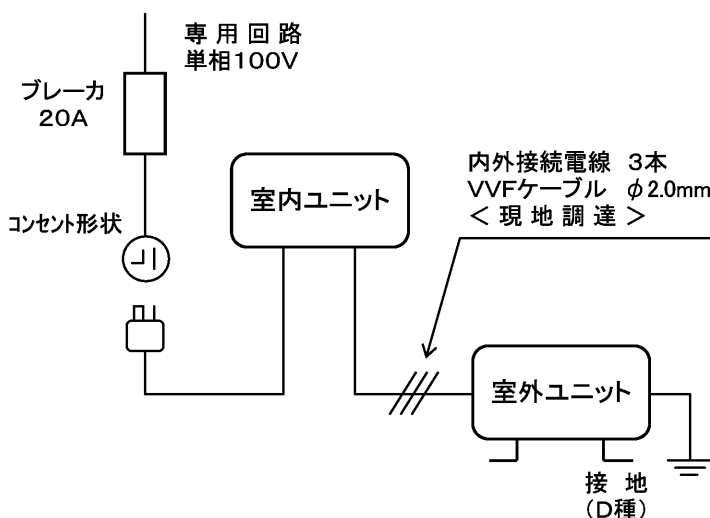 専用回路
単相100V
ブレーカ
20A
コンセント形状
室内ユニット
内外接続電線 3本
VVFケーブル φ2.0mm
＜現地調達＞
室外ユニット
接地
(D種)